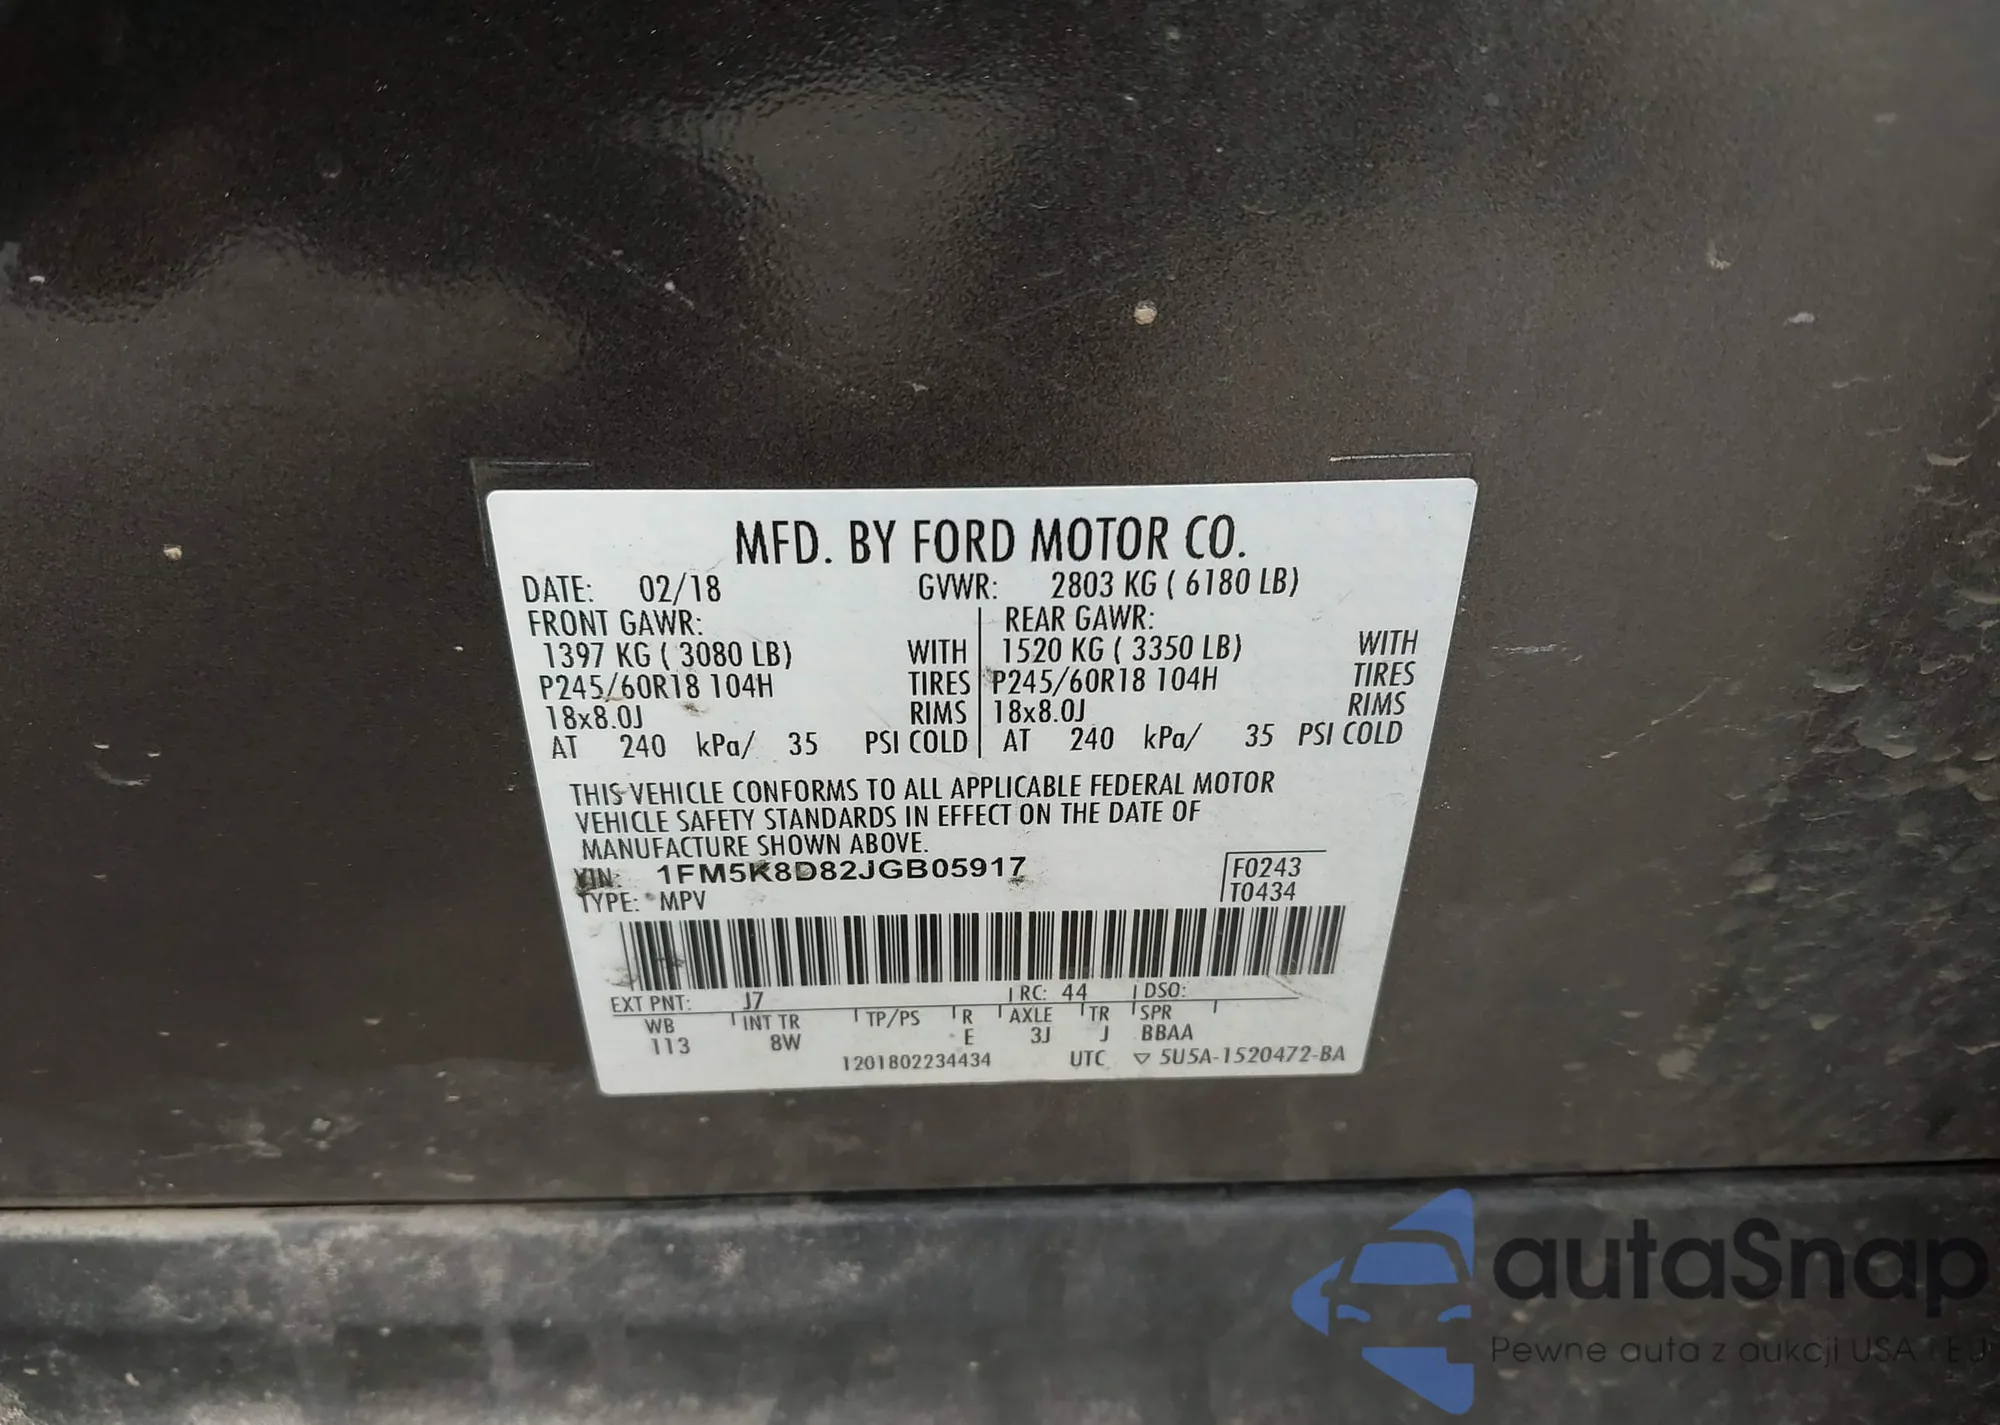 MFD. BY FORD MOTOR CO.
DATE: 02/18 GVWR: 2803 KG ( 6180 LB)
FRONT GAWR: REAR GAWR:
1397 KG ( 3080 LB) WITH 1520 KG ( 3350 LB) WITH
P245/60R18 104H TIRES P245/60R18 104H TIRES
18x8.0J RIMS 18x8.0J RIMS
AT 240 kPa/ 35 PSI COLD AT 240 kPa/ 35 PSI COLD
THIS VEHICLE CONFORMS TO ALL APPLICABLE FEDERAL MOTOR
VEHICLE SAFETY STANDARDS IN EFFECT ON THE DATE OF
MANUFACTURE SHOWN ABOVE.
VIN: 1FM5K8D82JGB05917 F0243
TYPE: MPV T0434
EXT PNT: J7 RC: 44 DSO:
WB INT TR TP/PS R AXLE TR SPR
113 8W E 3J J BBAA
1201802234434 UTC ▽ 5U5A-1520472-BA
autaSnap
Pewne auta z aukcji USA i EU